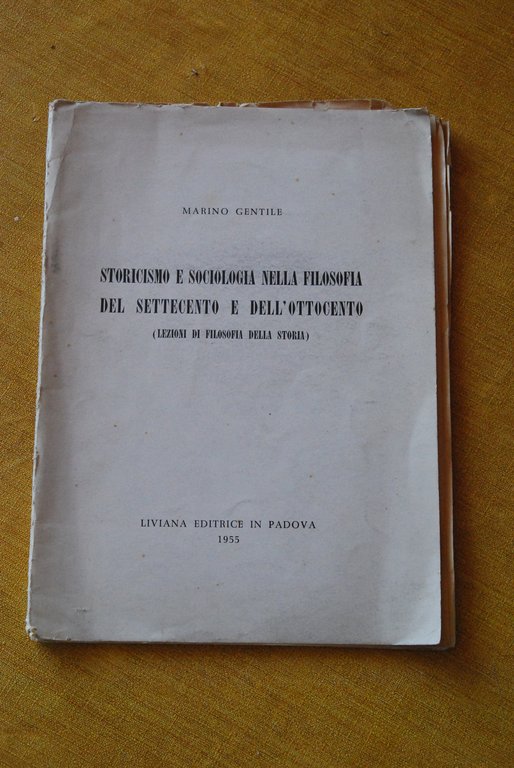 MARINO GENTILE
STORICISMO E SOCIOLOGIA NELLA FILOSOFIA
DEL SETTECENTO E DELL'OTTOCENTO
(LEZIONI DI FILOSOFIA DELLA STORIA)
LIVIANA EDITRICE IN PADOVA
1955